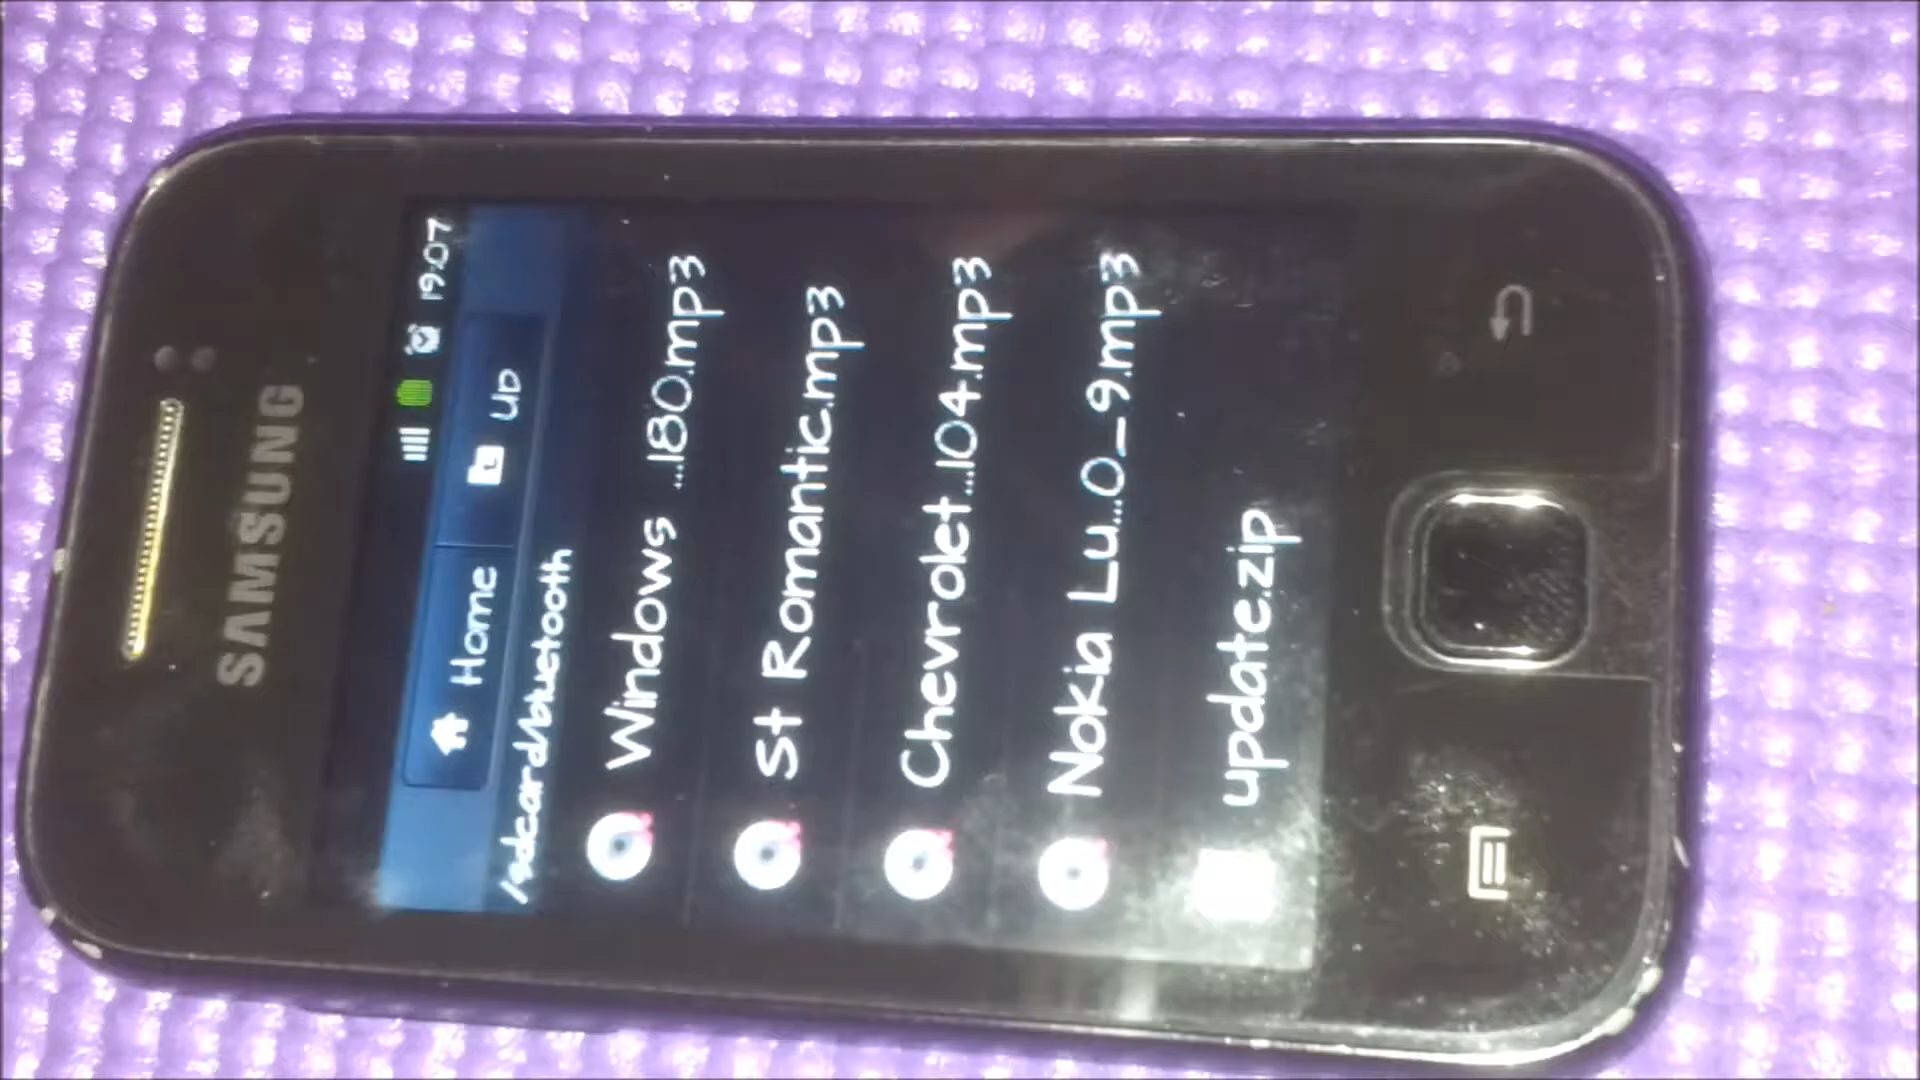 SAMSUNG
19:07
Home
Up
/sdcard/bluetooth
Windows ...180.mp3
St Romantic.mp3
Chevrolet...104.mp3
Nokia Lu...0_9.mp3
update.zip